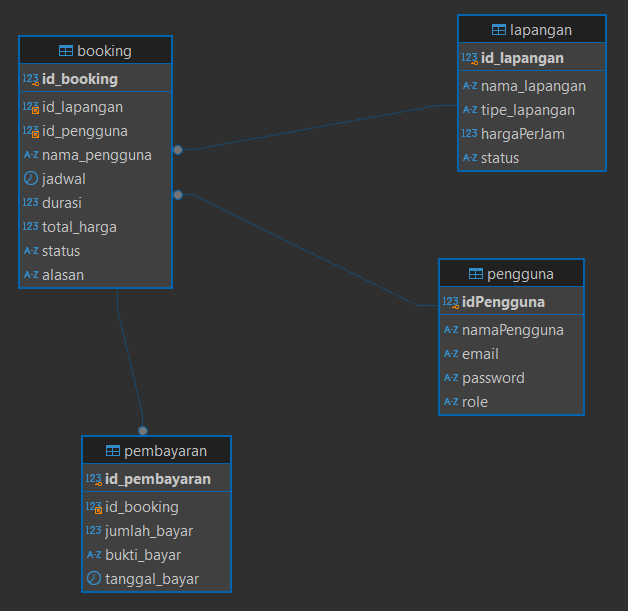 booking
123 id_booking
123 id_lapangan
123 id_pengguna
A-Z nama_pengguna
jadwal
123 durasi
123 total_harga
A-Z status
A-Z alasan
lapangan
123 id_lapangan
A-Z nama_lapangan
A-Z tipe_lapangan
123 hargaPerJam
A-Z status
pengguna
123 idPengguna
A-Z namaPengguna
A-Z email
A-Z password
A-Z role
pembayaran
123 id_pembayaran
123 id_booking
123 jumlah_bayar
A-Z bukti_bayar
tanggal_bayar